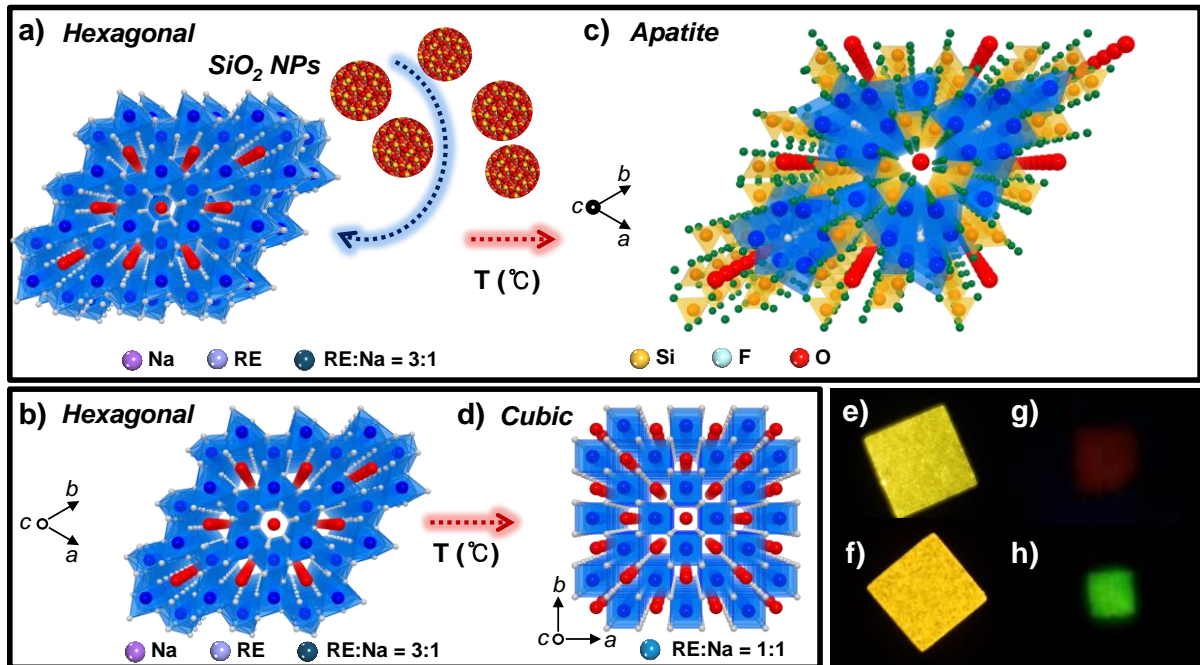 a) Hexagonal
SiO2 NPs
T (℃)
Na RE RE:Na = 3:1
c) Apatite
b
c
a
Si F O
b) Hexagonal
b
c
a
T (℃)
Na RE RE:Na = 3:1
d) Cubic
b
c a
RE:Na = 1:1
e)
g)
f)
h)